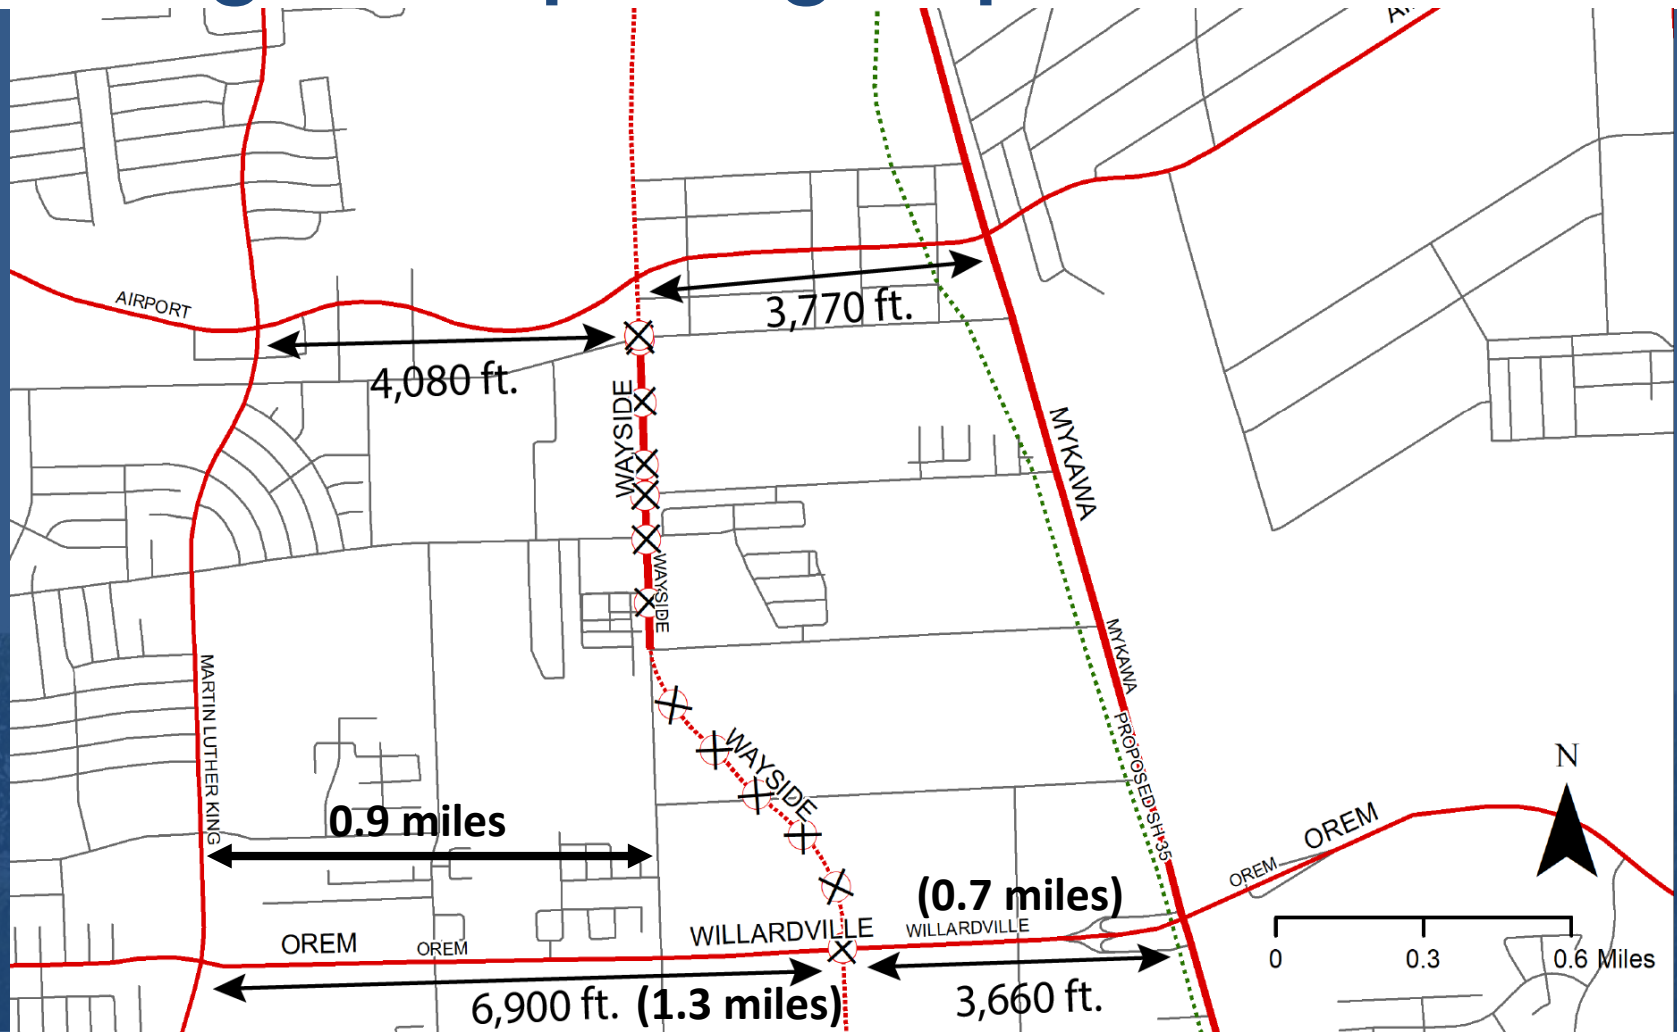 AIRPORT
3,770 ft.
4,080 ft.
WAYSIDE
MYKAWA
WAYSIDE
MYKAWA
MARTIN LUTHER KING
PROPOSED SH 35
WAYSIDE
N
0.9 miles
OREM
OREM
(0.7 miles)
WILLARDVILLE
WILLARDVILLE
OREM
OREM
0 0.3 0.6 Miles
6,900 ft. (1.3 miles)
3,660 ft.